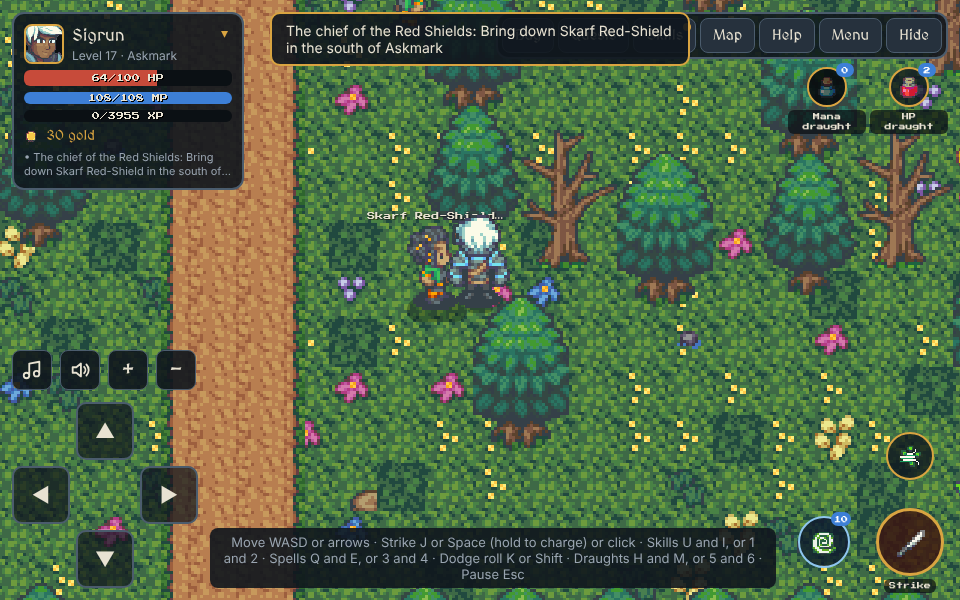 Sigrun
Level 17 · Askmark
64/100 HP
108/108 MP
0/3955 XP
30 gold
• The chief of the Red Shields: Bring
down Skarf Red-Shield in the south of…
The chief of the Red Shields: Bring down Skarf Red-Shield
in the south of Askmark
Map
Help
Menu
Hide
0
Mana
draught
2
HP
draught
Skarf Red-Shield…
+
−
Move WASD or arrows · Strike J or Space (hold to charge) or click · Skills U and I, or 1
and 2 · Spells Q and E, or 3 and 4 · Dodge roll K or Shift · Draughts H and M, or 5 and 6 ·
Pause Esc
10
Strike